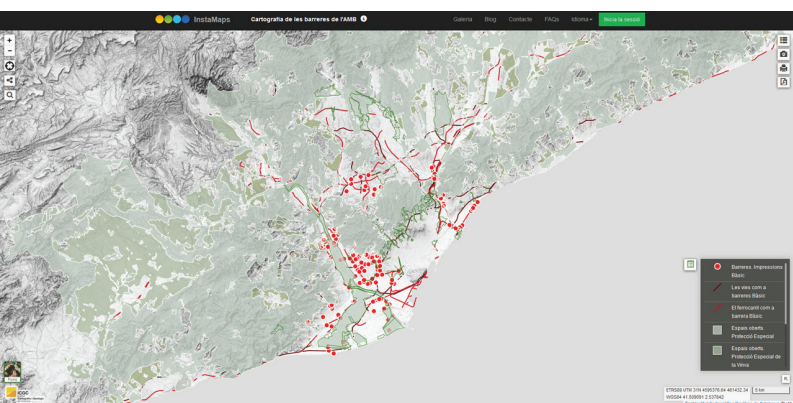 InstaMaps
Cartografia de les barreres de l'AMB
Galeria Blog Contacte FAQs Idioma Inicia la sessió
Barreres. Impressions
Bàsic
Les vies com a
barreres Bàsic
El ferrocarril com a
barrera Bàsic
Espais oberts.
Protecció Especial
Espais oberts.
Protecció Especial de
la Vinya
5 km
ICGC